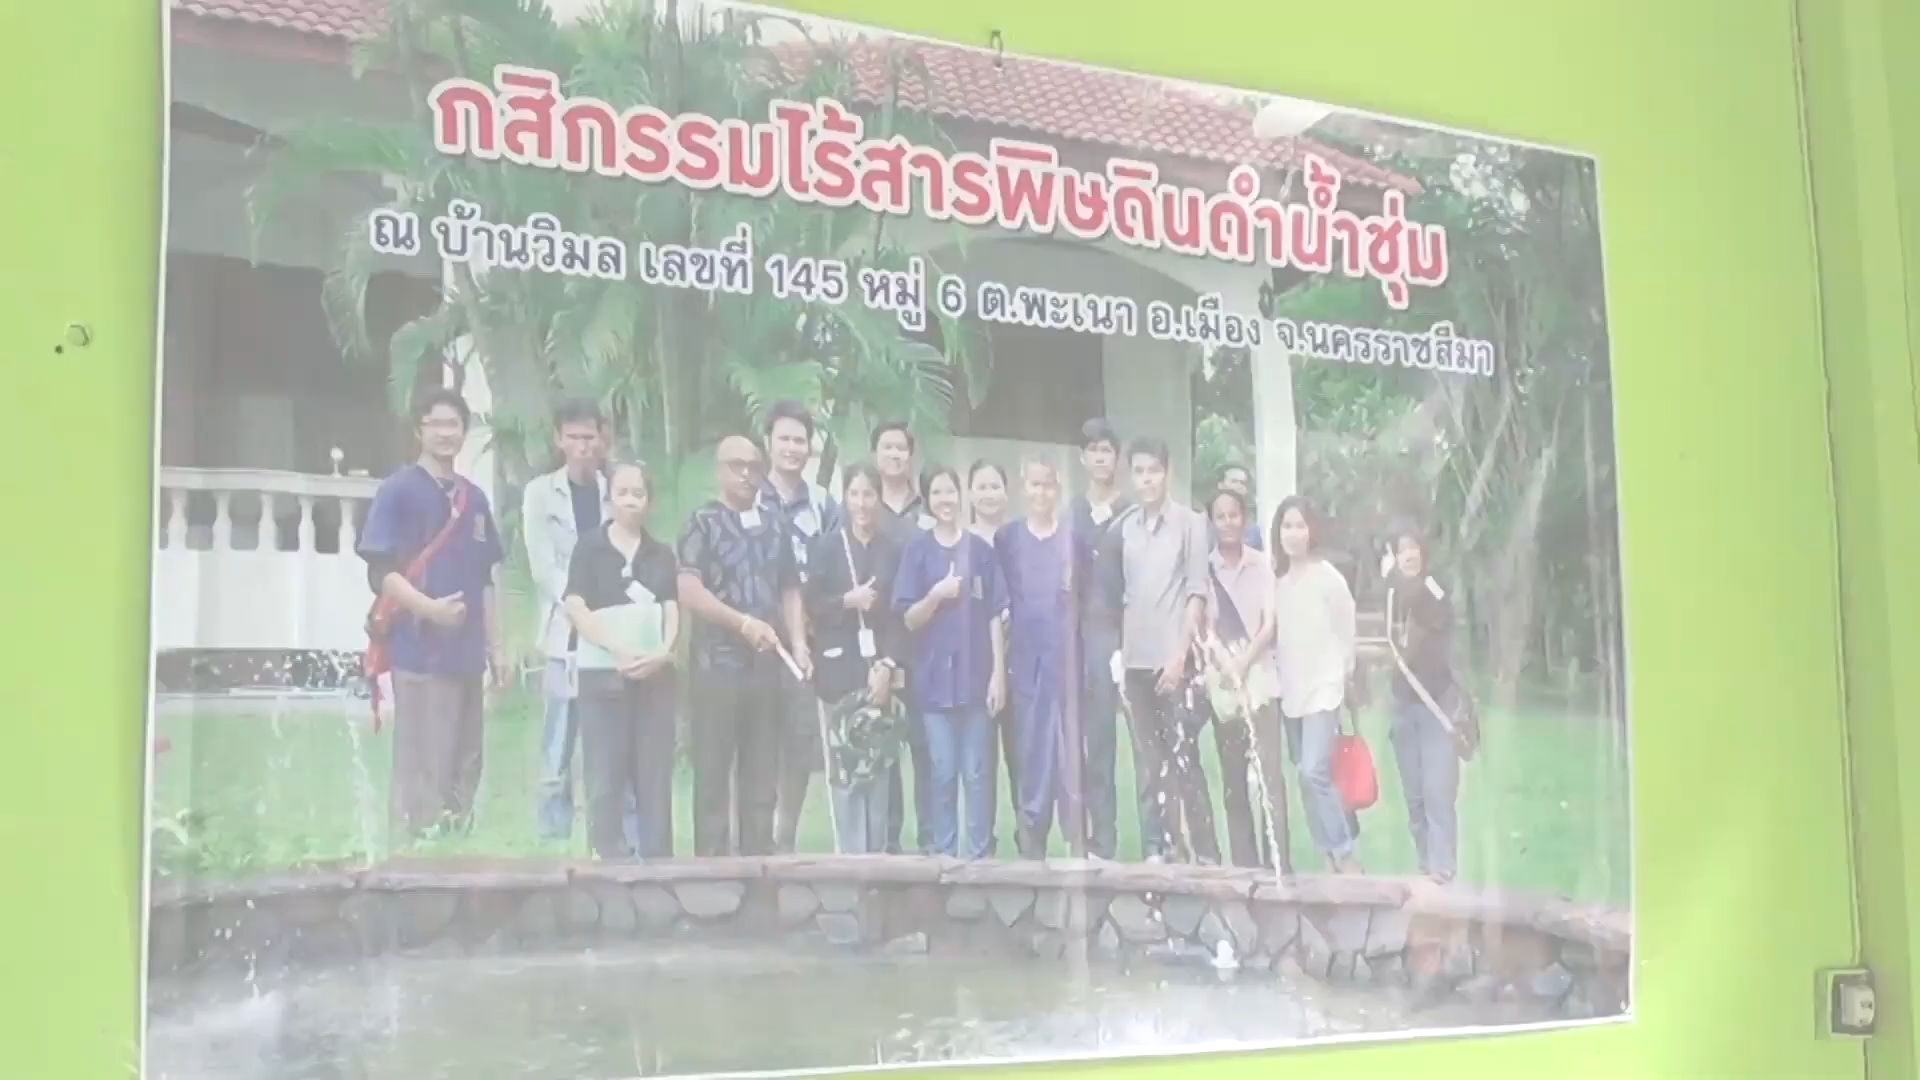 กสิกรรมไร้สารพิษดินดำน้ำชุ่ม
ณ บ้านวิมล เลขที่ 145 หมู่ 6 ต.พะเนา อ.เมือง จ.นครราชสีมา